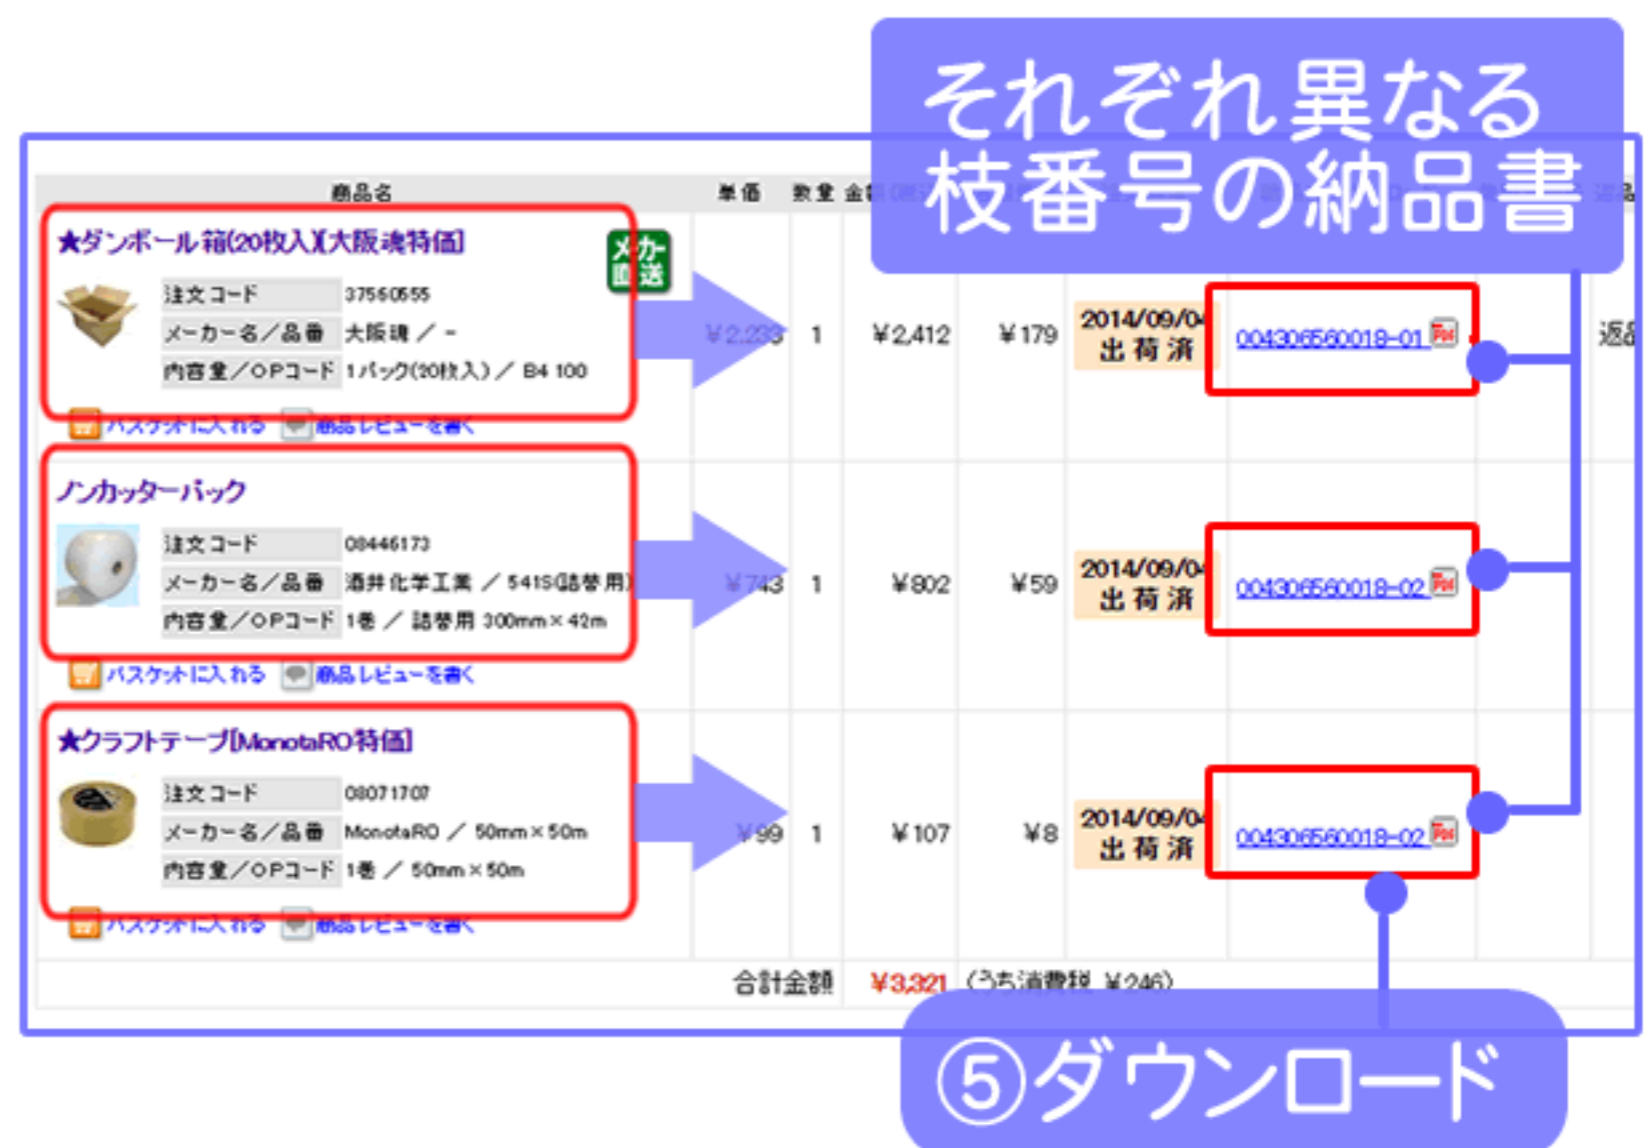 それぞれ異なる
枝番号の納品書
商品名 単価 数量
★ダンボール箱(20枚入)[大阪魂特価]
メーカー
直送
注文コード 37560555
メーカー名/品番 大阪魂 / -
内容量/OPコード 1パック(20枚入) / B4 100
¥2,233 1 ¥2,412 ¥179
2014/09/04
出荷済
004306560018-01
バスケットに入れる 商品レビューを書く
ノンカッターパック
注文コード 08446173
メーカー名/品番 酒井化学工業 / 541S(詰替用)
内容量/OPコード 1巻 / 詰替用 300mm×42m
¥743 1 ¥802 ¥59
2014/09/04
出荷済
004306560018-02
バスケットに入れる 商品レビューを書く
★クラフトテープ[MonotaRO特価]
注文コード 08071707
メーカー名/品番 MonotaRO / 50mm×50m
内容量/OPコード 1巻 / 50mm×50m
¥99 1 ¥107 ¥8
2014/09/04
出荷済
004306560018-02
バスケットに入れる 商品レビューを書く
合計金額 ¥3,321 (うち消費税 ¥246)
⑤ダウンロード